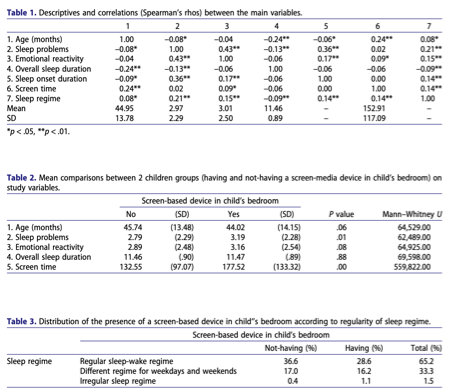 Table 1. Descriptives and correlations (Spearman's rhos) between the main variables.
1 2 3 4 5 6 7
1. Age (months) 1.00 -0.08* -0.04 -0.24** -0.06* 0.24** 0.08*
2. Sleep problems -0.08* 1.00 0.43** -0.13** 0.36** 0.02 0.21**
3. Emotional reactivity -0.04 0.43** 1.00 -0.06 0.17** 0.09* 0.15**
4. Overall sleep duration -0.24** -0.13** -0.06 1.00 -0.06 -0.06 -0.09**
5. Sleep onset duration -0.09* 0.36** 0.17** -0.06 1.00 0.00 0.14**
6. Screen time 0.24** 0.02 0.09* -0.06 0.00 1.00 0.14**
7. Sleep regime 0.08* 0.21** 0.15** -0.09** 0.14** 0.14** 1.00
Mean 44.95 2.97 3.01 11.46 – 152.91 –
SD 13.78 2.29 2.50 0.89 – 117.09 –
*p < .05, **p < .01.
Table 2. Mean comparisons between 2 children groups (having and not-having a screen-media device in child's bedroom) on
study variables.
Screen-based device in child's bedroom
No (SD) Yes (SD) P value Mann–Whitney U
1. Age (months) 45.74 (13.48) 44.02 (14.15) .06 64,529.00
2. Sleep problems 2.79 (2.29) 3.19 (2.28) .01 62,489.00
3. Emotional reactivity 2.89 (2.48) 3.16 (2.54) .08 64,925.00
4. Overall sleep duration 11.46 (.90) 11.47 (.89) .88 69,598.00
5. Screen time 132.55 (97.07) 177.52 (133.32) .00 559,822.00
Table 3. Distribution of the presence of a screen-based device in child"s bedroom according to regularity of sleep regime.
Screen-based device in child's bedroom
Not-having (%) Having (%) Total (%)
Sleep regime Regular sleep-wake regime 36.6 28.6 65.2
Different regime for weekdays and weekends 17.0 16.2 33.3
Irregular sleep regime 0.4 1.1 1.5